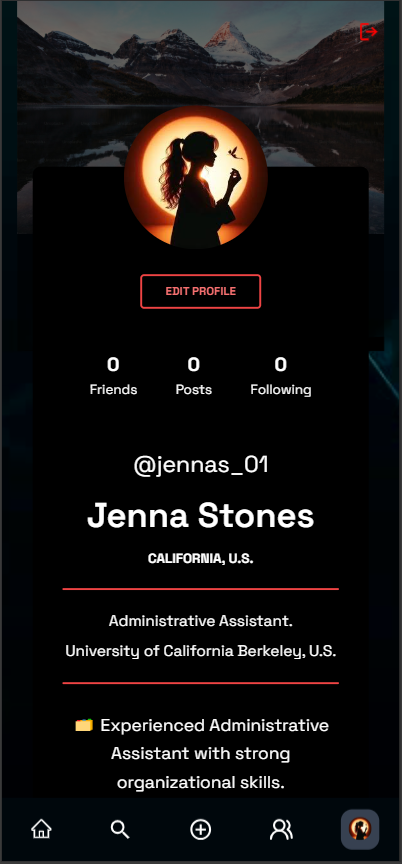 EDIT PROFILE
0 0 0
Friends Posts Following
@jennas_01
Jenna Stones
CALIFORNIA, U.S.
Administrative Assistant.
University of California Berkeley, U.S.
🗂️ Experienced Administrative
Assistant with strong
organizational skills.